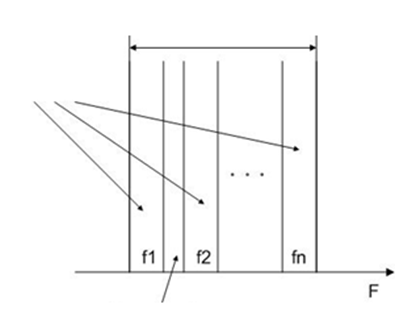 . . .
f1 f2 fn
F